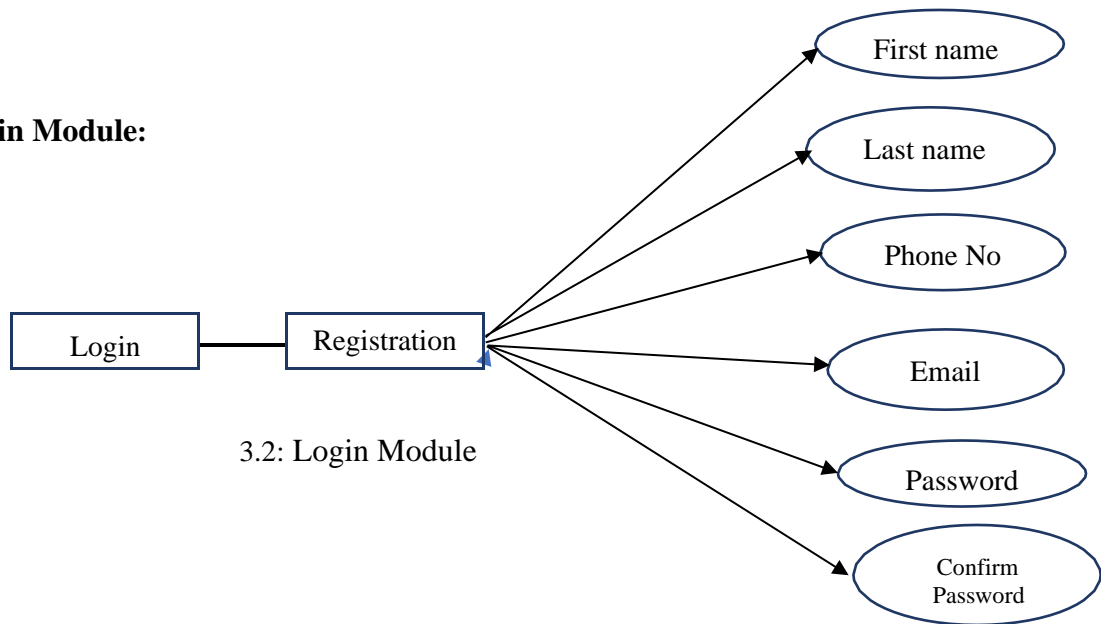 First name
in Module:
Last name
Phone No
Login
Registration
Email
3.2: Login Module
Password
Confirm
Password